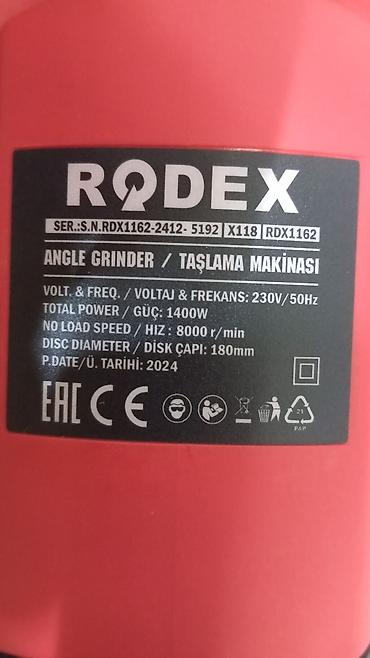 RODEX
SER.:S.N.RDX1162-2412- 5192 X118 RDX1162
ANGLE GRINDER / TAŞLAMA MAKİNASI
VOLT. & FREQ. / VOLTAJ & FREKANS: 230V/50Hz
TOTAL POWER / GÜÇ: 1400W
NO LOAD SPEED / HIZ : 8000 r/min
DISC DIAMETER / DİSK ÇAPI: 180mm
P.DATE/Ü. TARİHİ: 2024
EAC CE
21
PAP